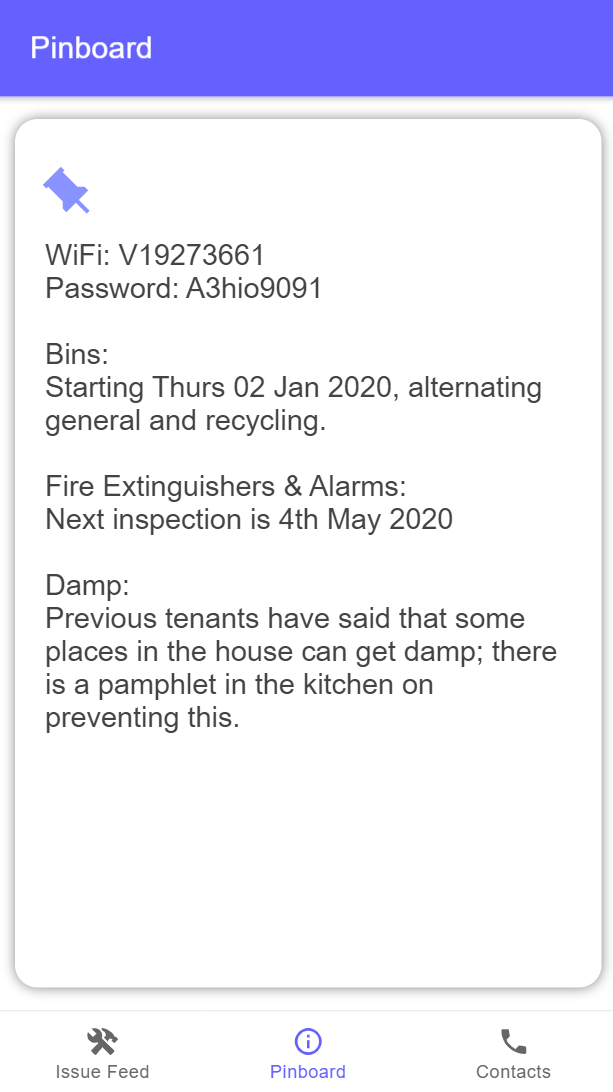 Pinboard
WiFi: V19273661
Password: A3hio9091
Bins:
Starting Thurs 02 Jan 2020, alternating
general and recycling.
Fire Extinguishers & Alarms:
Next inspection is 4th May 2020
Damp:
Previous tenants have said that some
places in the house can get damp; there
is a pamphlet in the kitchen on
preventing this.
Issue Feed
Pinboard
Contacts